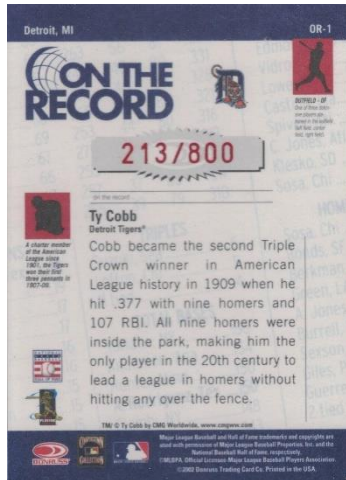 Detroit, MI
OR-1
ON THE
RECORD
OUTFIELD - OF
213/800
on the record
Ty Cobb
Detroit Tigers®
A charter member
of the American
League since
1901, the Tigers
won their first
three pennants in
1907-09.
Cobb became the second Triple
Crown winner in American
League history in 1909 when he
hit .377 with nine homers and
107 RBI. All nine homers were
inside the park, making him the
only player in the 20th century to
lead a league in homers without
hitting any over the fence.
TM/ © Ty Cobb by CMG Worldwide, www.cmgww.com
Major League Baseball and Hall of Fame trademarks and copyrights are
used with permission of Major League Baseball Properties, Inc. and the
National Baseball Hall of Fame, respectively.
©MLBPA. Official Licensee Major League Baseball Players Association.
©2002 Donruss Trading Card Co. Printed in the USA.
DONRUSS